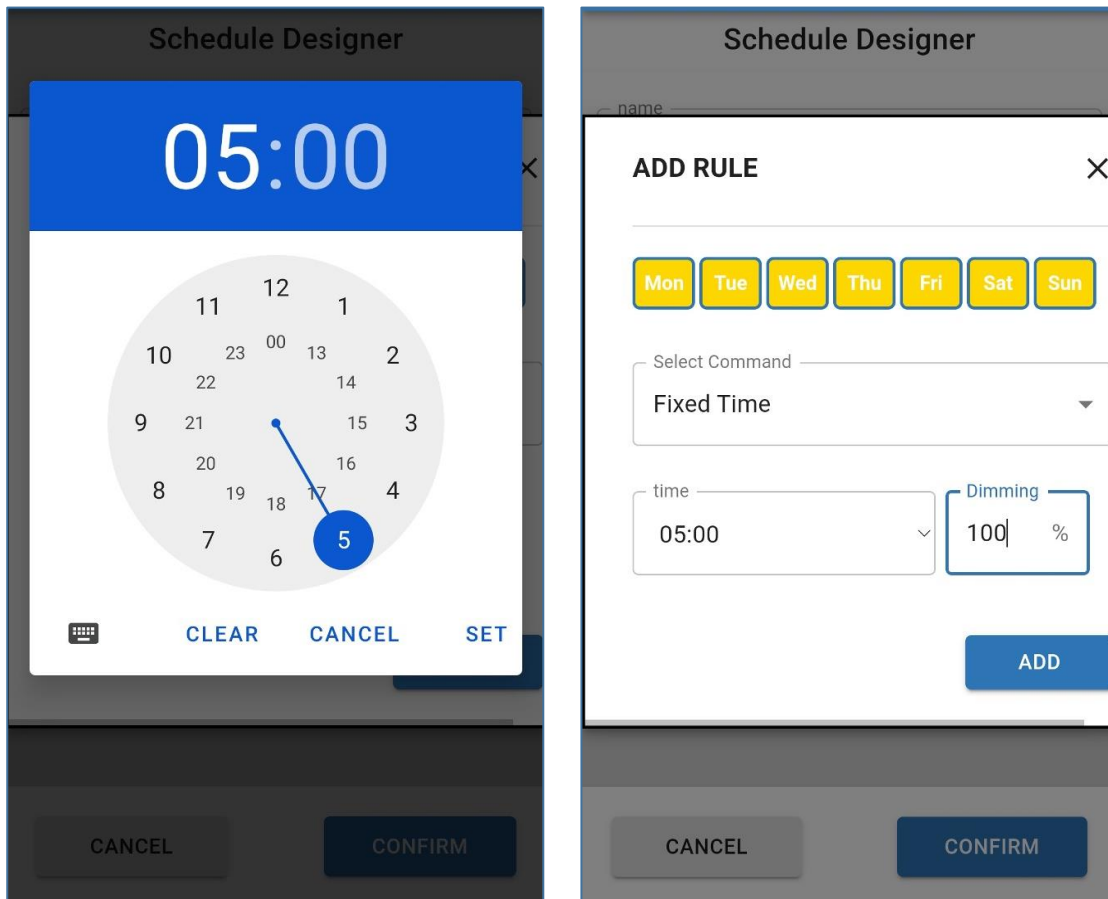 Schedule Designer
05:00
12
11 1
00
23 13
10 2
22 14
9 21 15 3
20 16
8 4
19 17
18
7 5
6
CLEAR CANCEL SET
CANCEL CONFIRM
Schedule Designer
name
ADD RULE
Mon Tue Wed Thu Fri Sat Sun
Select Command
Fixed Time
time Dimming
05:00 100 %
ADD
CANCEL CONFIRM